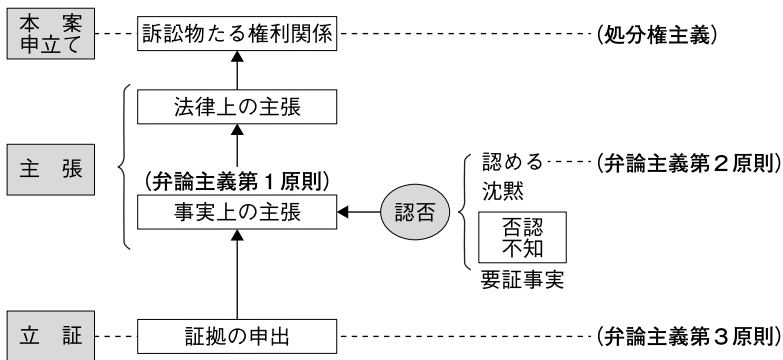 本案
申立て
訴訟物たる権利関係
(処分権主義)
法律上の主張
主張
(弁論主義第1原則)
事実上の主張
認否
認める
(弁論主義第2原則)
沈黙
否認
不知
要証事実
立証
証拠の申出
(弁論主義第3原則)